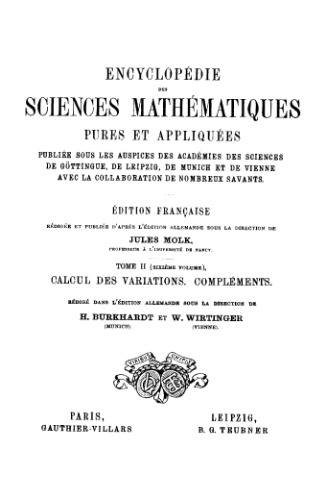 ENCYCLOPÉDIE
DES
SCIENCES MATHÉMATIQUES
PURES ET APPLIQUÉES
PUBLIÉE SOUS LES AUSPICES DES ACADÉMIES DES SCIENCES
DE GÖTTINGUE, DE LEIPZIG, DE MUNICH ET DE VIENNE
AVEC LA COLLABORATION DE NOMBREUX SAVANTS.
ÉDITION FRANÇAISE
RÉDIGÉE ET PUBLIÉE D'APRÈS L'ÉDITION ALLEMANDE SOUS LA DIRECTION DE
JULES MOLK,
PROFESSEUR À L'UNIVERSITÉ DE NANCY.
TOME II (SIXIÈME VOLUME),
CALCUL DES VARIATIONS. COMPLÉMENTS.
RÉDIGÉ DANS L'ÉDITION ALLEMANDE SOUS LA DIRECTION DE
H. BURKHARDT ET W. WIRTINGER
(MUNICH) (VIENNE).
PARIS, LEIPZIG,
GAUTHIER-VILLARS B. G. TEUBNER